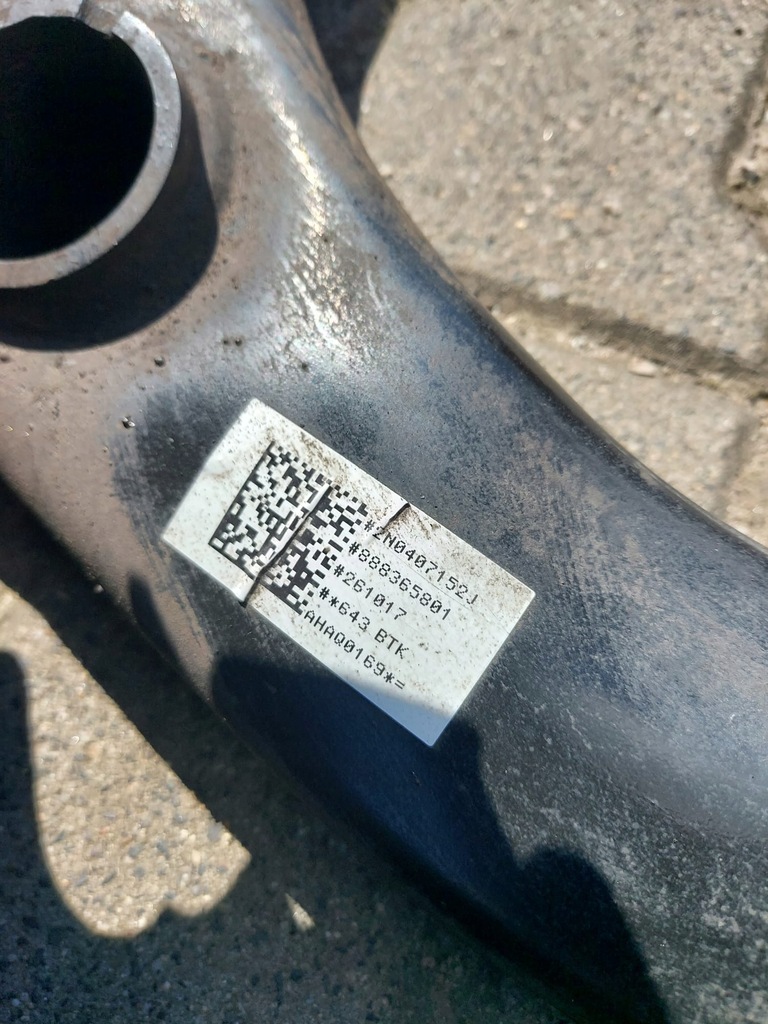 #2N0407152J
#888365801
#261017
#*643 BTK
AHAQ0169*=